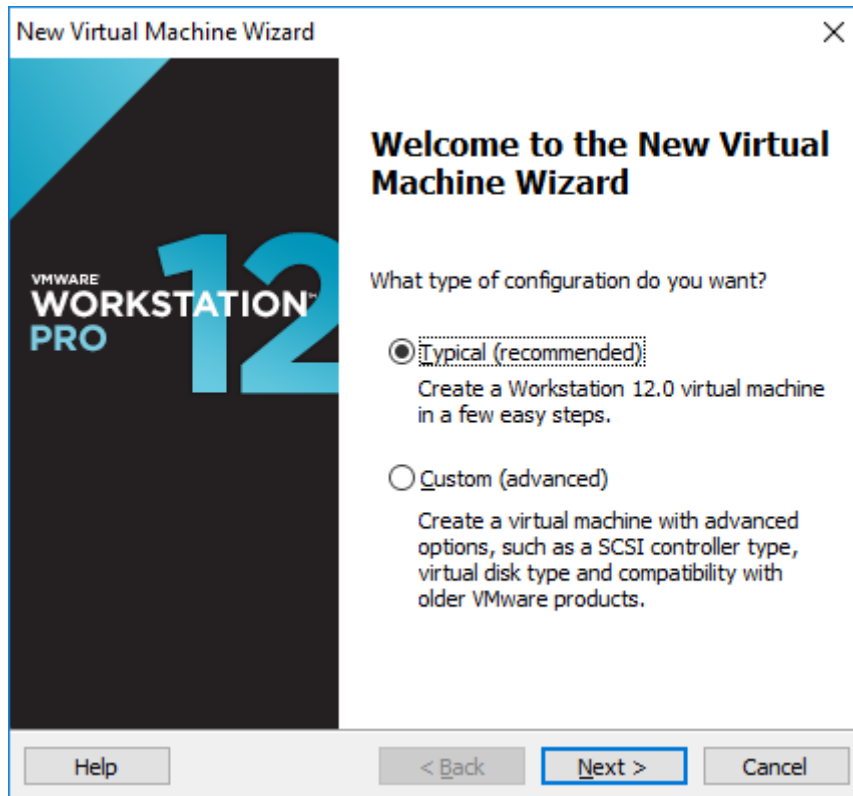 New Virtual Machine Wizard
VMWARE
WORKSTATION™
PRO
12
Welcome to the New Virtual
Machine Wizard
What type of configuration do you want?
Typical (recommended)
Create a Workstation 12.0 virtual machine
in a few easy steps.
Custom (advanced)
Create a virtual machine with advanced
options, such as a SCSI controller type,
virtual disk type and compatibility with
older VMware products.
Help
< Back
Next >
Cancel